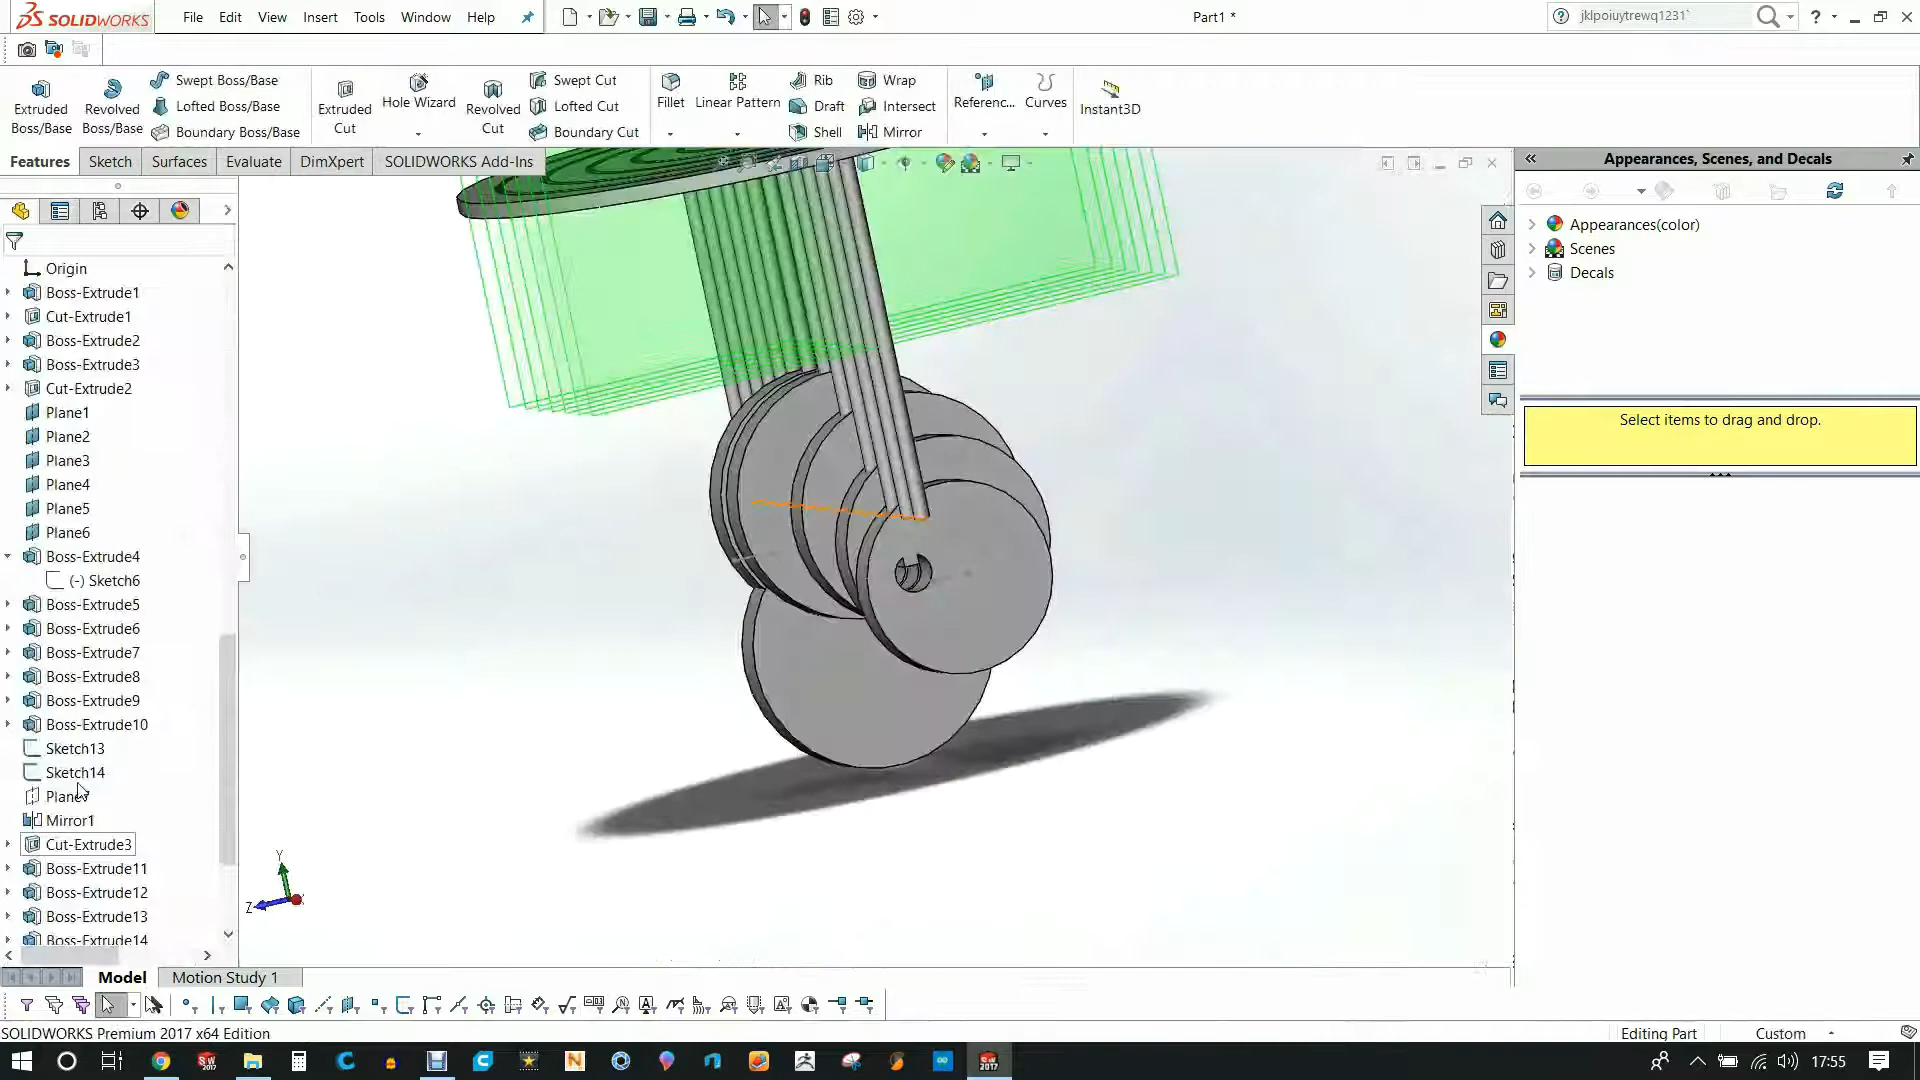 SOLIDWORKS File Edit View Insert Tools Window Help Part1 * jklpoiuytrewq1231` ?
Extruded Boss/Base
Revolved Boss/Base
Swept Boss/Base
Lofted Boss/Base
Boundary Boss/Base
Extruded Cut
Hole Wizard
Revolved Cut
Swept Cut
Lofted Cut
Boundary Cut
Fillet
Linear Pattern
Rib
Draft
Shell
Wrap
Intersect
Mirror
Referenc...
Curves
Instant3D
Features Sketch Surfaces Evaluate DimXpert SOLIDWORKS Add-Ins
Origin
Boss-Extrude1
Cut-Extrude1
Boss-Extrude2
Boss-Extrude3
Cut-Extrude2
Plane1
Plane2
Plane3
Plane4
Plane5
Plane6
Boss-Extrude4
(-) Sketch6
Boss-Extrude5
Boss-Extrude6
Boss-Extrude7
Boss-Extrude8
Boss-Extrude9
Boss-Extrude10
Sketch13
Sketch14
Plane
Mirror1
Cut-Extrude3
Boss-Extrude11
Boss-Extrude12
Boss-Extrude13
Boss-Extrude14
Y
Z
Appearances, Scenes, and Decals
Appearances(color)
Scenes
Decals
Select items to drag and drop.
Model Motion Study 1
SOLIDWORKS Premium 2017 x64 Edition Editing Part Custom
17:55